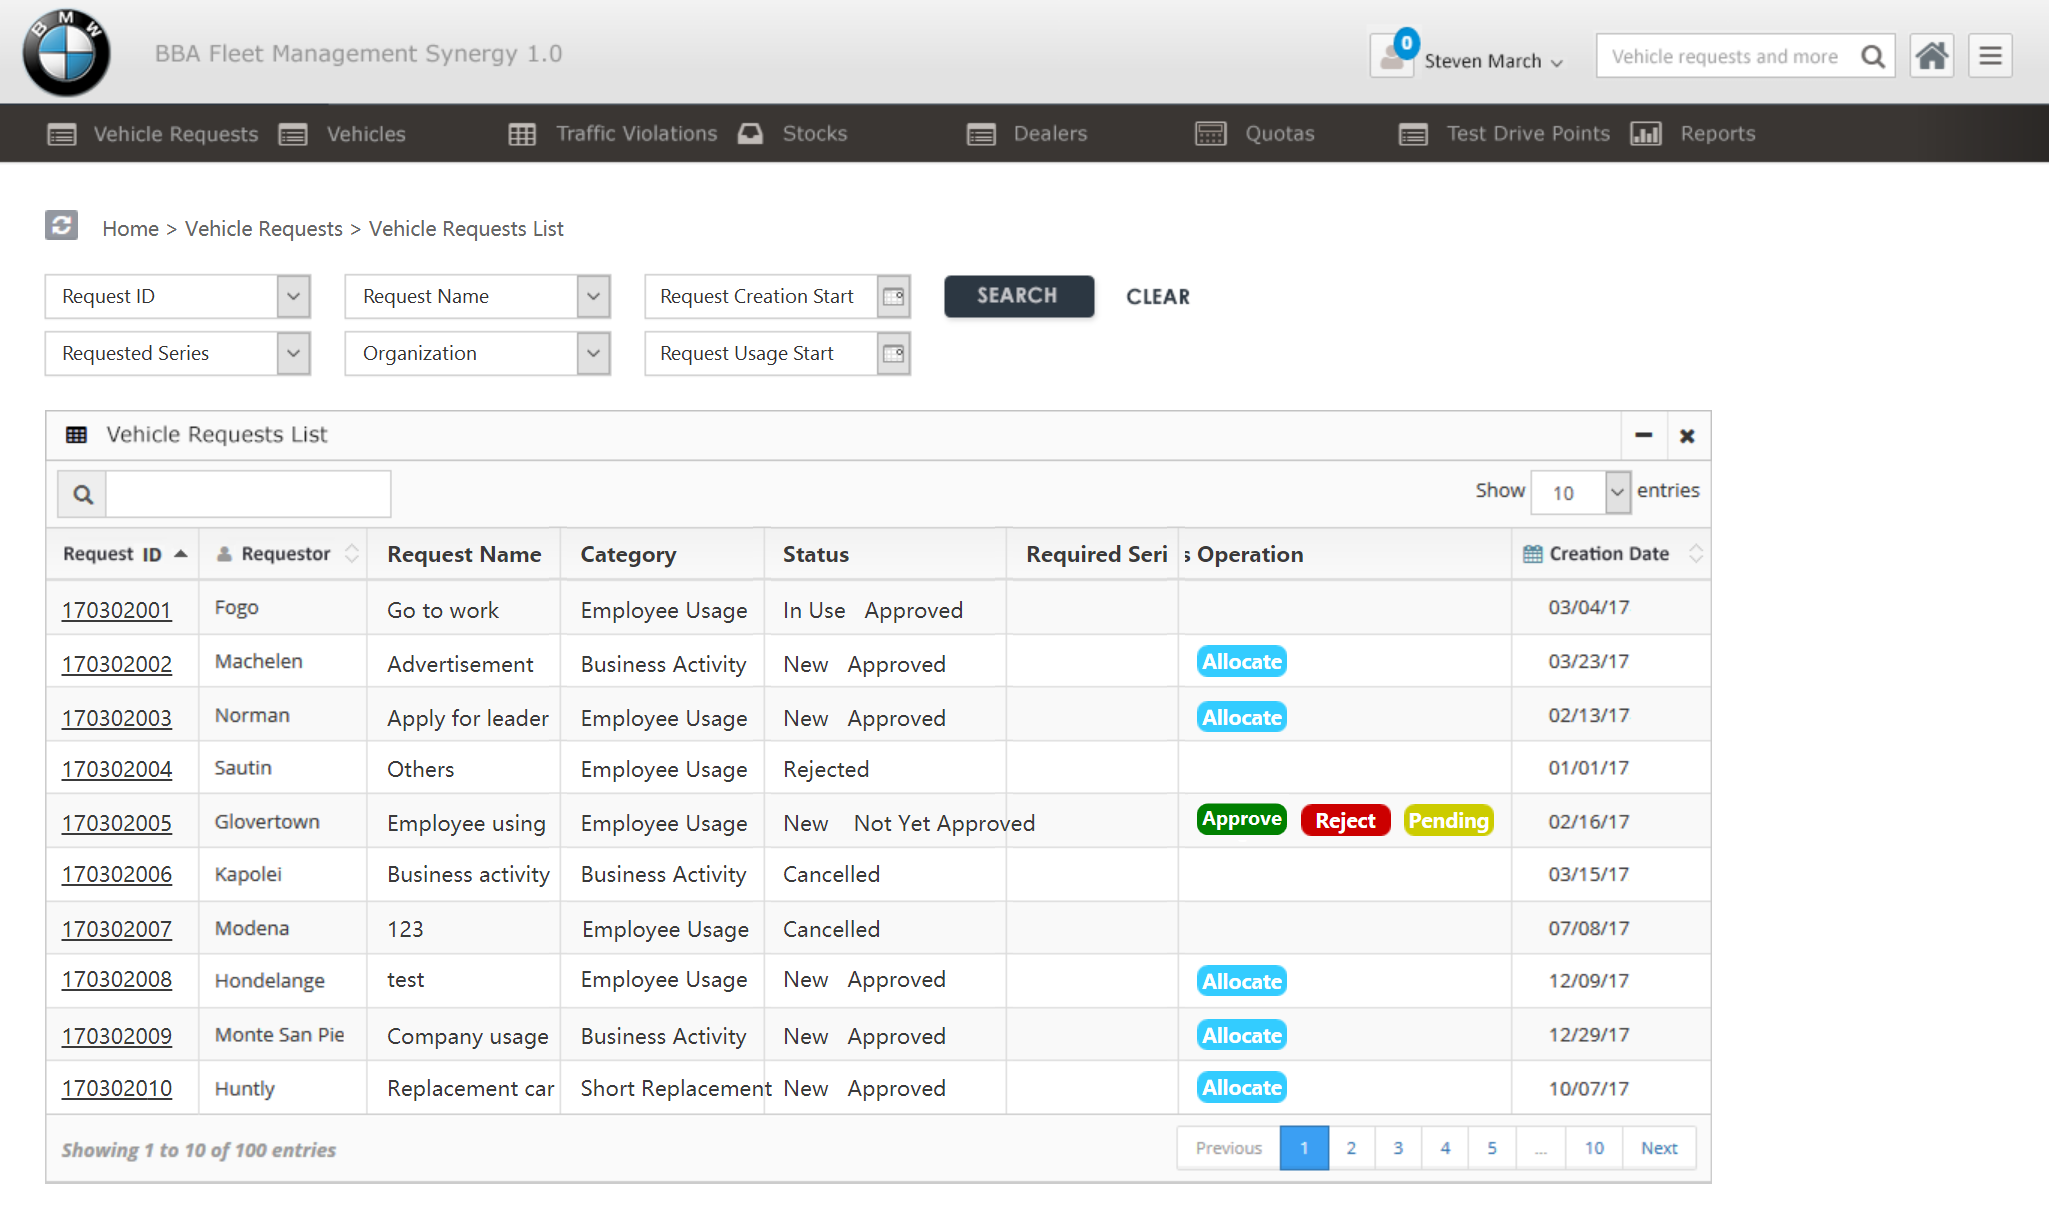 BMW
BBA Fleet Management Synergy 1.0
0
Steven March
Vehicle requests and more
Vehicle Requests Vehicles Traffic Violations Stocks Dealers Quotas Test Drive Points Reports
Home > Vehicle Requests > Vehicle Requests List
Request ID Request Name Request Creation Start SEARCH CLEAR
Requested Series Organization Request Usage Start
Vehicle Requests List
Show 10 entries
Request ID Requestor Request Name Category Status Required Seri s Operation Creation Date
170302001 Fogo Go to work Employee Usage In Use Approved 03/04/17
170302002 Machelen Advertisement Business Activity New Approved Allocate 03/23/17
170302003 Norman Apply for leader Employee Usage New Approved Allocate 02/13/17
170302004 Sautin Others Employee Usage Rejected 01/01/17
170302005 Glovertown Employee using Employee Usage New Not Yet Approved Approve Reject Pending 02/16/17
170302006 Kapolei Business activity Business Activity Cancelled 03/15/17
170302007 Modena 123 Employee Usage Cancelled 07/08/17
170302008 Hondelange test Employee Usage New Approved Allocate 12/09/17
170302009 Monte San Pie Company usage Business Activity New Approved Allocate 12/29/17
170302010 Huntly Replacement car Short Replacement New Approved Allocate 10/07/17
Showing 1 to 10 of 100 entries
Previous 1 2 3 4 5 ... 10 Next